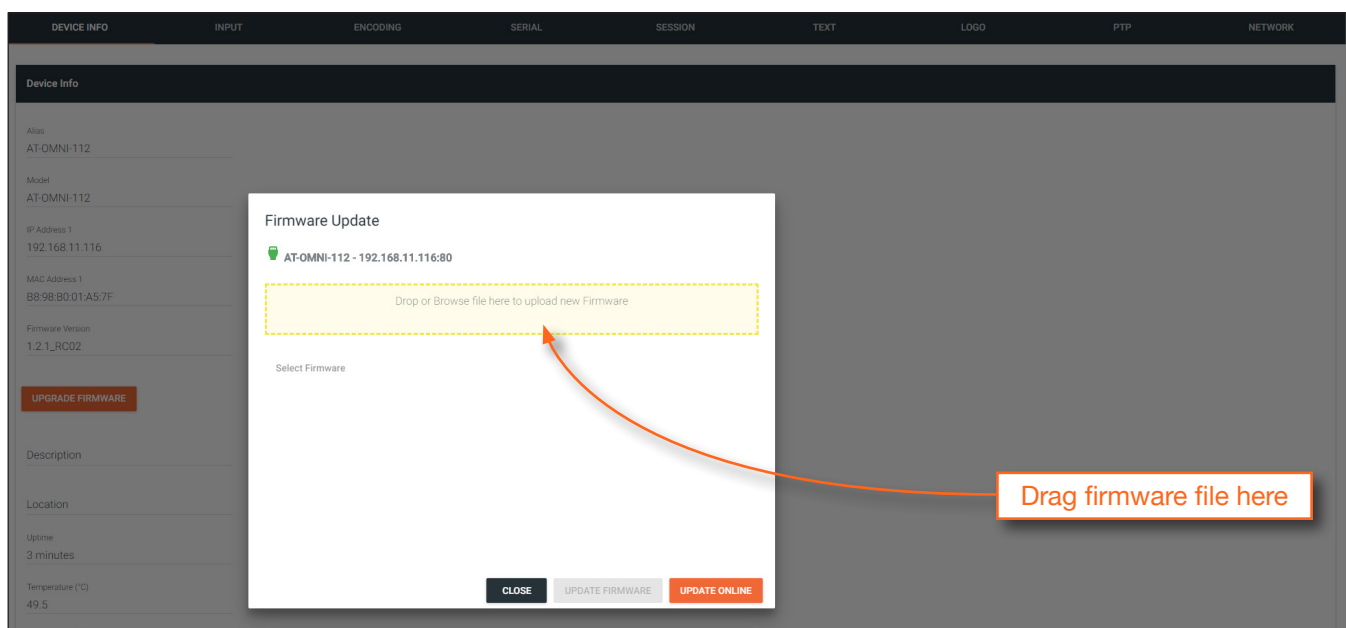 DEVICE INFO INPUT ENCODING SERIAL SESSION TEXT LOGO PTP NETWORK
Device Info
Alias
AT-OMNI-112
Model
AT-OMNI-112
IP Address 1
192.168.11.116
MAC Address 1
B8:98:B0:01:A5:7F
Firmware Version
1.2.1_RC02
UPGRADE FIRMWARE
Description
Location
Uptime
3 minutes
Temperature (°C)
49.5
Firmware Update
AT-OMNI-112 - 192.168.11.116:80
Drop or Browse file here to upload new Firmware
Select Firmware
CLOSE UPDATE FIRMWARE UPDATE ONLINE
Drag firmware file here